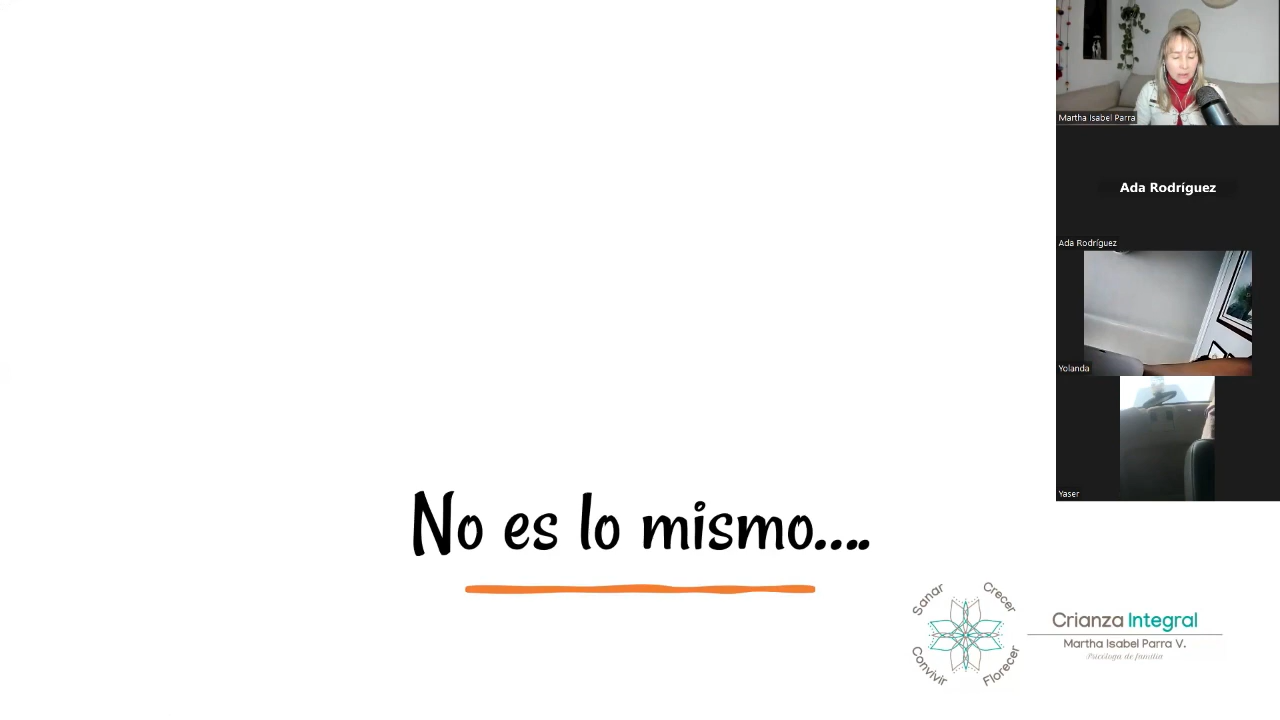 Martha Isabel Parra
Ada Rodríguez
Ada Rodríguez
Yolanda
Yaser
No es lo mismo....
Sanar
Crecer
Convivir
Florecer
Crianza Integral
Martha Isabel Parra V.
Psicóloga de familia